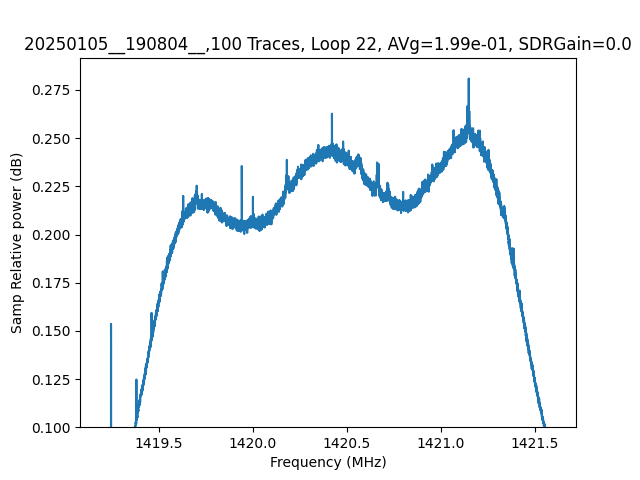 20250105__190804__,100 Traces, Loop 22, AVg=1.99e-01, SDRGain=0.0
0.275
0.250
0.225
0.200
0.175
0.150
0.125
0.100
Samp Relative power (dB)
1419.5 1420.0 1420.5 1421.0 1421.5
Frequency (MHz)